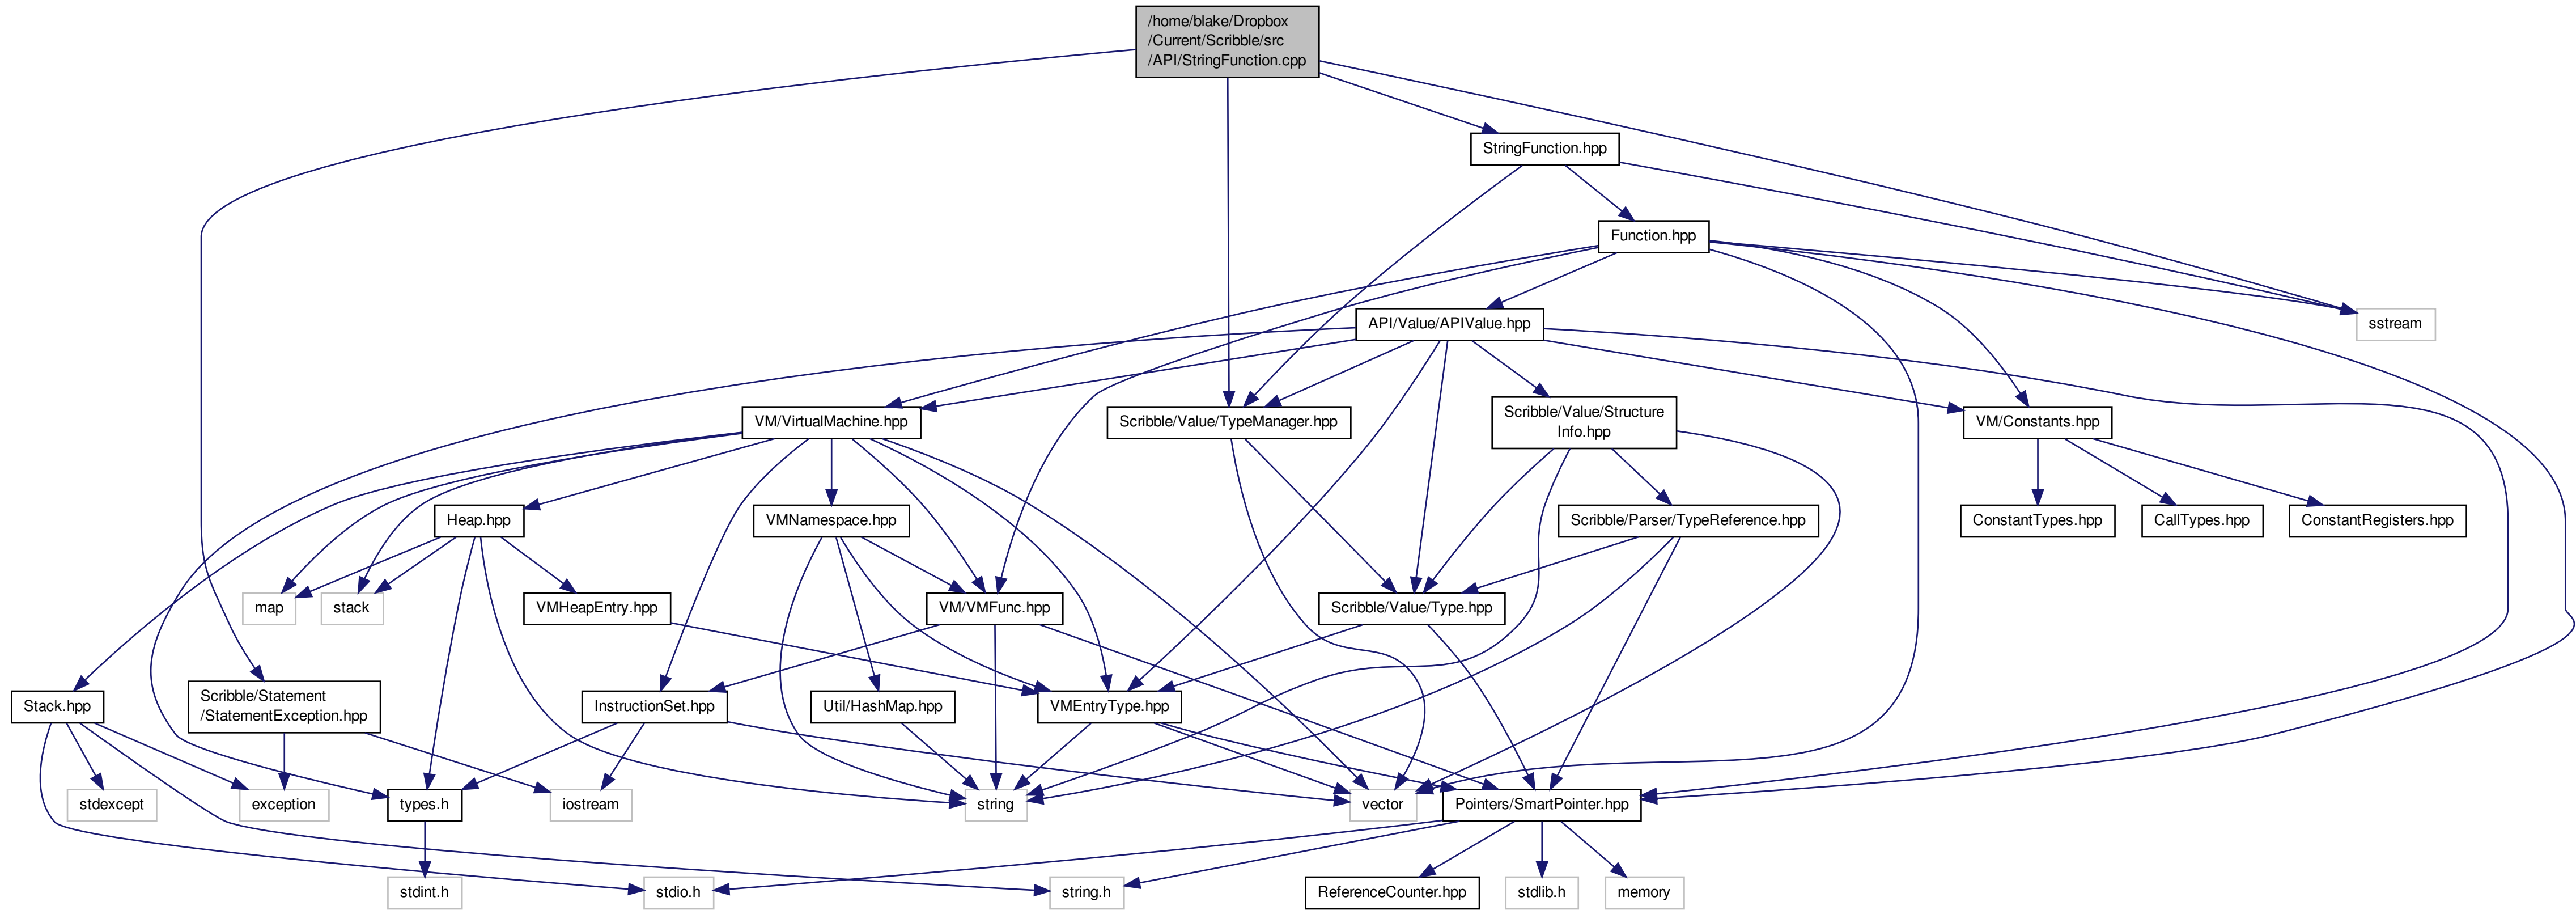 /home/blake/Dropbox
/Current/Scribble/src
/API/StringFunction.cpp
StringFunction.hpp
Function.hpp
API/Value/APIValue.hpp
sstream
VM/VirtualMachine.hpp
Scribble/Value/TypeManager.hpp
Scribble/Value/Structure
Info.hpp
VM/Constants.hpp
Heap.hpp
VMNamespace.hpp
Scribble/Parser/TypeReference.hpp
ConstantTypes.hpp
CallTypes.hpp
ConstantRegisters.hpp
map
stack
VMHeapEntry.hpp
VM/VMFunc.hpp
Scribble/Value/Type.hpp
Stack.hpp
Scribble/Statement
/StatementException.hpp
InstructionSet.hpp
Util/HashMap.hpp
VMEntryType.hpp
stdexcept
exception
types.h
iostream
string
vector
Pointers/SmartPointer.hpp
stdint.h
stdio.h
string.h
ReferenceCounter.hpp
stdlib.h
memory